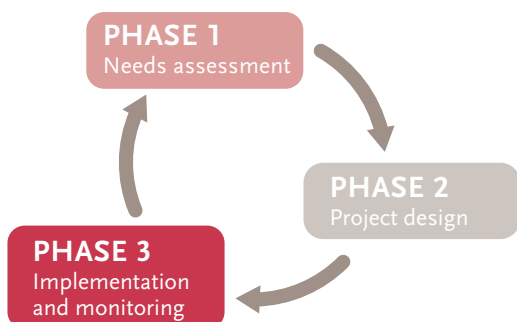 PHASE 1
Needs assessment
PHASE 2
Project design
PHASE 3
Implementation
and monitoring